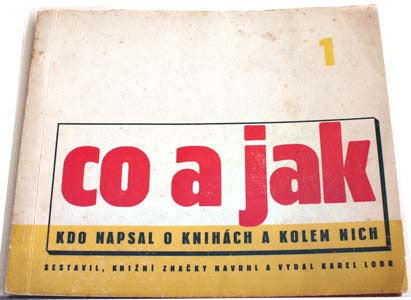 1
co a jak
KDO NAPSAL O KNIHÁCH A KOLEM NICH
SESTAVIL, KNIŽNÍ ZNAČKY NAVRHL A VYDAL KAREL LODR